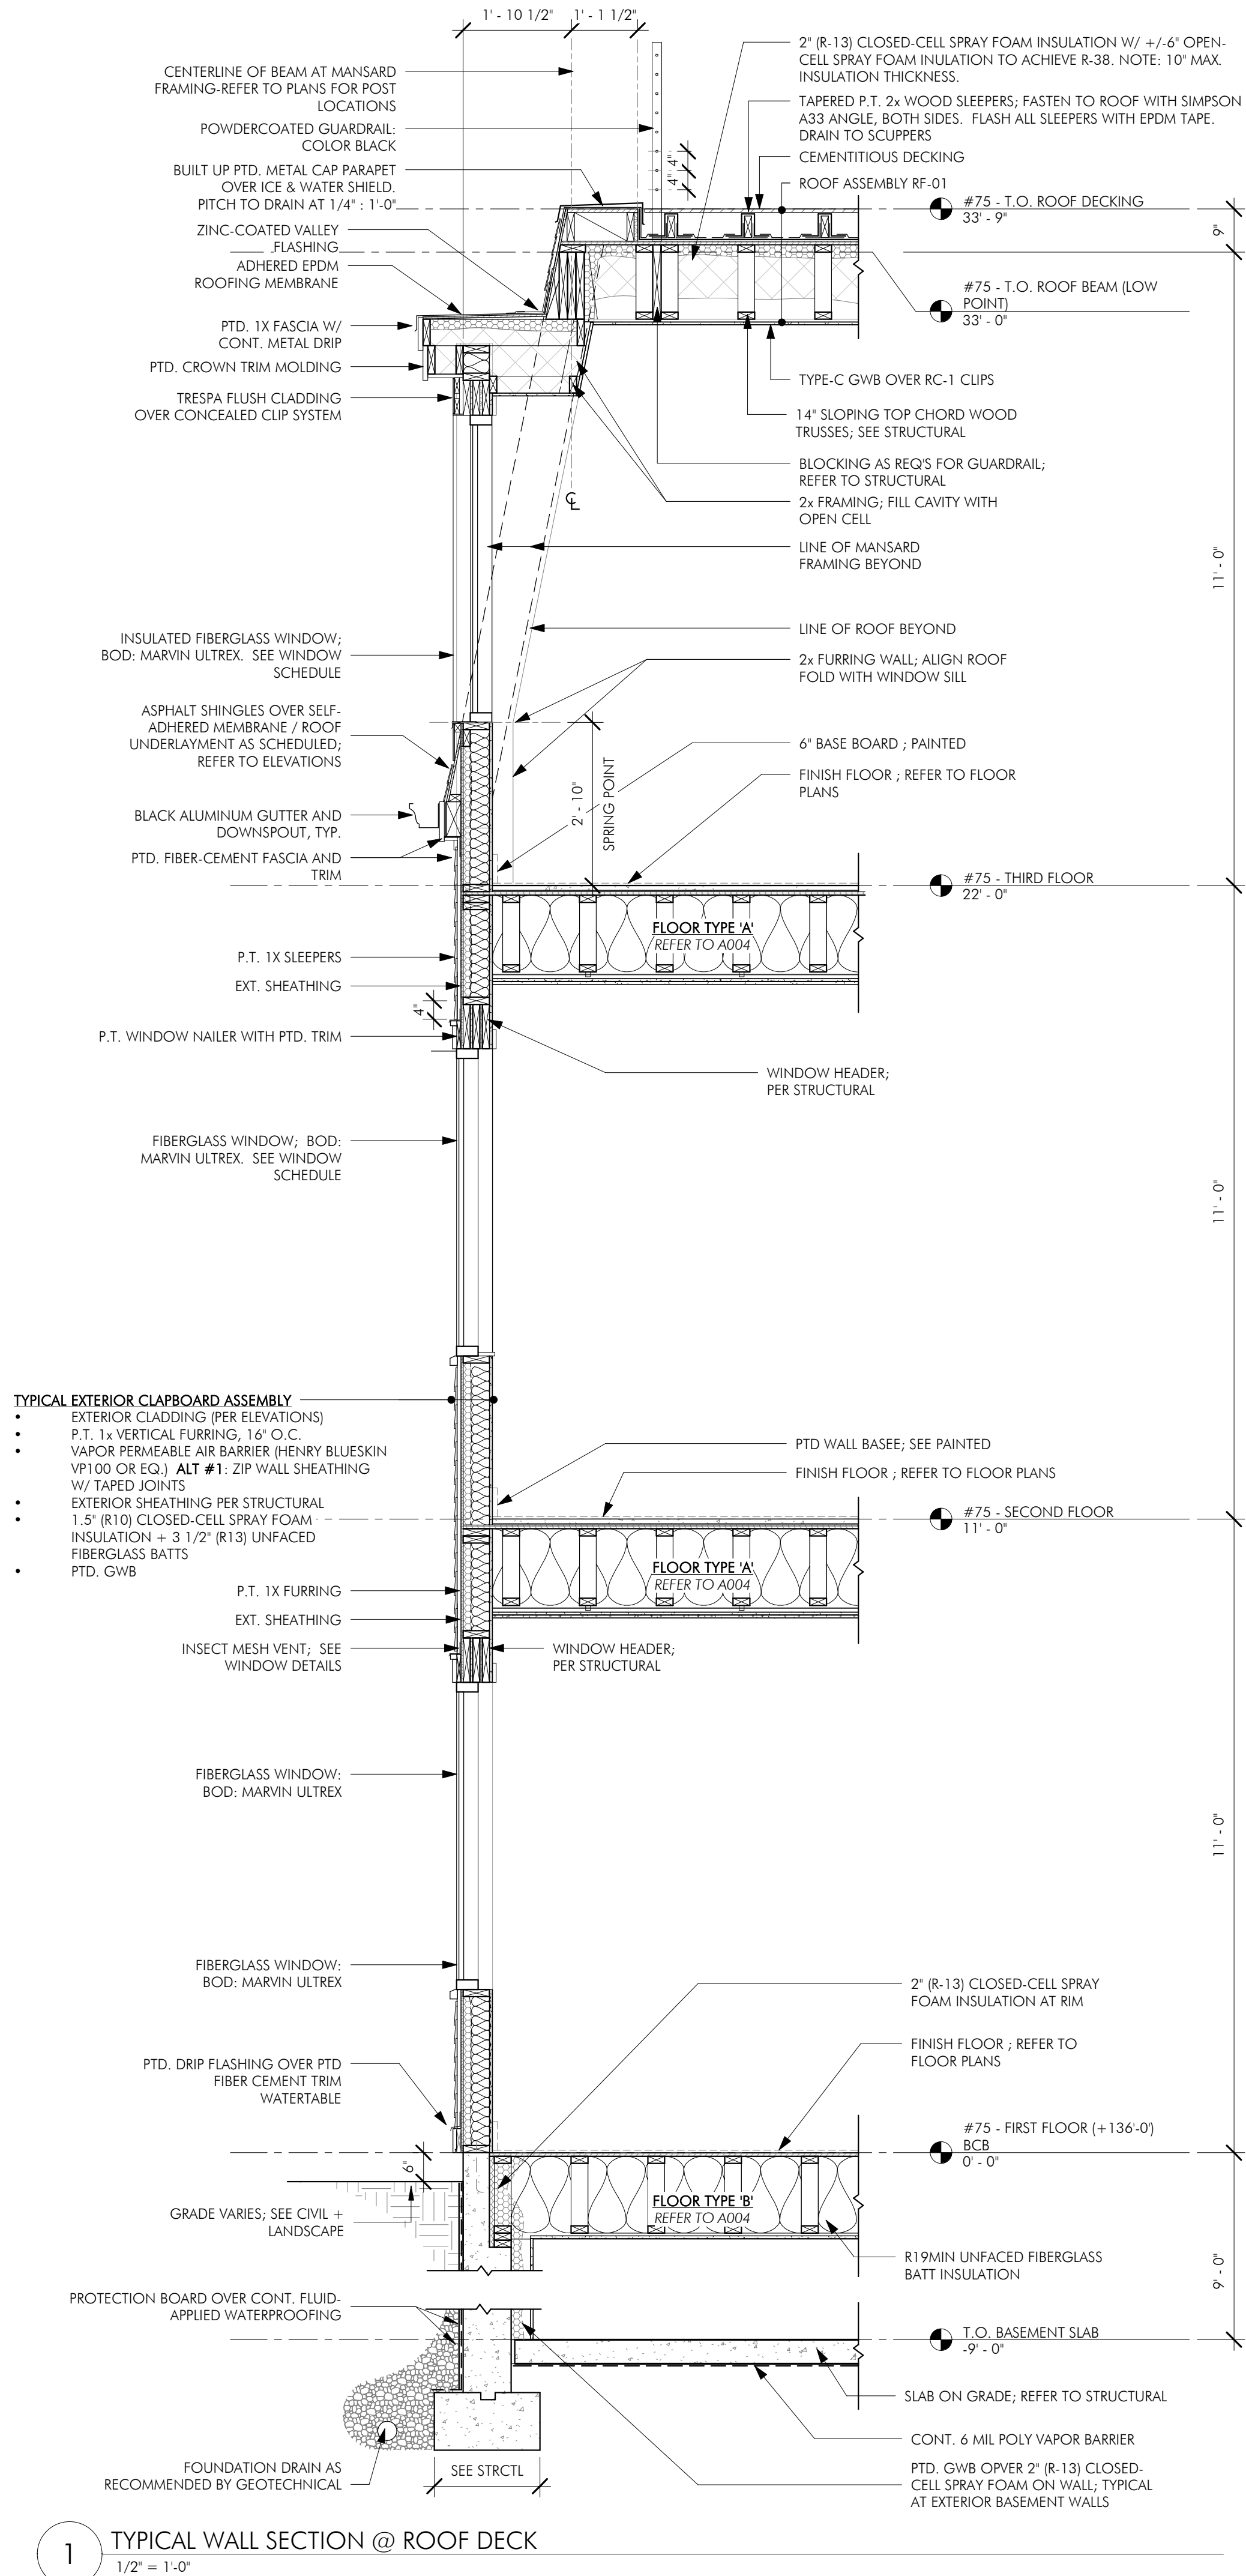 1' - 10 1/2"
1' - 1 1/2"
CENTERLINE OF BEAM AT MANSARD
FRAMING-REFER TO PLANS FOR POST
LOCATIONS
POWDERCOATED GUARDRAIL:
COLOR BLACK
BUILT UP PTD. METAL CAP PARAPET
OVER ICE & WATER SHIELD.
PITCH TO DRAIN AT 1/4" : 1'-0"
ZINC-COATED VALLEY
FLASHING
ADHERED EPDM
ROOFING MEMBRANE
PTD. 1X FASCIA W/
CONT. METAL DRIP
PTD. CROWN TRIM MOLDING
TRESPA FLUSH CLADDING
OVER CONCEALED CLIP SYSTEM
4"
4"
2" (R-13) CLOSED-CELL SPRAY FOAM INSULATION W/ +/-6" OPEN-
CELL SPRAY FOAM INULATION TO ACHIEVE R-38. NOTE: 10" MAX.
INSULATION THICKNESS.
TAPERED P.T. 2x WOOD SLEEPERS; FASTEN TO ROOF WITH SIMPSON
A33 ANGLE, BOTH SIDES. FLASH ALL SLEEPERS WITH EPDM TAPE.
DRAIN TO SCUPPERS
CEMENTITIOUS DECKING
ROOF ASSEMBLY RF-01
#75 - T.O. ROOF DECKING
33' - 9"
9"
#75 - T.O. ROOF BEAM (LOW
POINT)
33' - 0"
TYPE-C GWB OVER RC-1 CLIPS
14" SLOPING TOP CHORD WOOD
TRUSSES; SEE STRUCTURAL
BLOCKING AS REQ'S FOR GUARDRAIL;
REFER TO STRUCTURAL
2x FRAMING; FILL CAVITY WITH
OPEN CELL
CL
LINE OF MANSARD
FRAMING BEYOND
11' - 0"
LINE OF ROOF BEYOND
2x FURRING WALL; ALIGN ROOF
FOLD WITH WINDOW SILL
INSULATED FIBERGLASS WINDOW;
BOD: MARVIN ULTREX. SEE WINDOW
SCHEDULE
ASPHALT SHINGLES OVER SELF-
ADHERED MEMBRANE / ROOF
UNDERLAYMENT AS SCHEDULED;
REFER TO ELEVATIONS
BLACK ALUMINUM GUTTER AND
DOWNSPOUT, TYP.
PTD. FIBER-CEMENT FASCIA AND
TRIM
2' - 10"
SPRING POINT
6" BASE BOARD ; PAINTED
FINISH FLOOR ; REFER TO FLOOR
PLANS
#75 - THIRD FLOOR
22' - 0"
FLOOR TYPE 'A'
REFER TO A004
P.T. 1X SLEEPERS
EXT. SHEATHING
4"
P.T. WINDOW NAILER WITH PTD. TRIM
WINDOW HEADER;
PER STRUCTURAL
FIBERGLASS WINDOW; BOD:
MARVIN ULTREX. SEE WINDOW
SCHEDULE
11' - 0"
TYPICAL EXTERIOR CLAPBOARD ASSEMBLY
• EXTERIOR CLADDING (PER ELEVATIONS)
• P.T. 1x VERTICAL FURRING, 16" O.C.
• VAPOR PERMEABLE AIR BARRIER (HENRY BLUESKIN
VP100 OR EQ.) ALT #1: ZIP WALL SHEATHING
W/ TAPED JOINTS
• EXTERIOR SHEATHING PER STRUCTURAL
• 1.5" (R10) CLOSED-CELL SPRAY FOAM
INSULATION + 3 1/2" (R13) UNFACED
FIBERGLASS BATTS
• PTD. GWB
PTD WALL BASEE; SEE PAINTED
FINISH FLOOR ; REFER TO FLOOR PLANS
#75 - SECOND FLOOR
11' - 0"
FLOOR TYPE 'A'
REFER TO A004
P.T. 1X FURRING
EXT. SHEATHING
INSECT MESH VENT; SEE
WINDOW DETAILS
WINDOW HEADER;
PER STRUCTURAL
FIBERGLASS WINDOW:
BOD: MARVIN ULTREX
11' - 0"
FIBERGLASS WINDOW:
BOD: MARVIN ULTREX
2" (R-13) CLOSED-CELL SPRAY
FOAM INSULATION AT RIM
FINISH FLOOR ; REFER TO
FLOOR PLANS
PTD. DRIP FLASHING OVER PTD
FIBER CEMENT TRIM
WATERTABLE
#75 - FIRST FLOOR (+136'-0')
BCB
0' - 0"
6"
FLOOR TYPE 'B'
REFER TO A004
GRADE VARIES; SEE CIVIL +
LANDSCAPE
R19MIN UNFACED FIBERGLASS
BATT INSULATION
9' - 0"
PROTECTION BOARD OVER CONT. FLUID-
APPLIED WATERPROOFING
T.O. BASEMENT SLAB
-9' - 0"
SLAB ON GRADE; REFER TO STRUCTURAL
CONT. 6 MIL POLY VAPOR BARRIER
FOUNDATION DRAIN AS
RECOMMENDED BY GEOTECHNICAL
SEE STRCTL
PTD. GWB OPVER 2" (R-13) CLOSED-
CELL SPRAY FOAM ON WALL; TYPICAL
AT EXTERIOR BASEMENT WALLS
1
TYPICAL WALL SECTION @ ROOF DECK
1/2" = 1'-0"